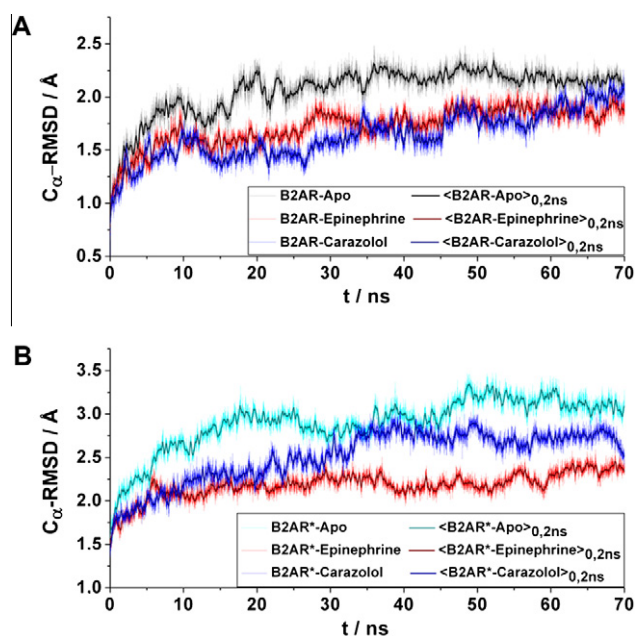 A
Cα–RMSD / Å
2.5
2.0
1.5
1.0
0.5
B2AR-Apo <B2AR-Apo>0,2ns
B2AR-Epinephrine <B2AR-Epinephrine>0,2ns
B2AR-Carazolol <B2AR-Carazolol>0,2ns
0 10 20 30 40 50 60 70
t / ns
B
Cα-RMSD / Å
3.5
3.0
2.5
2.0
1.5
1.0
B2AR*-Apo <B2AR*-Apo>0,2ns
B2AR*-Epinephrine <B2AR*-Epinephrine>0,2ns
B2AR*-Carazolol <B2AR*-Carazolol>0,2ns
0 10 20 30 40 50 60 70
t / ns